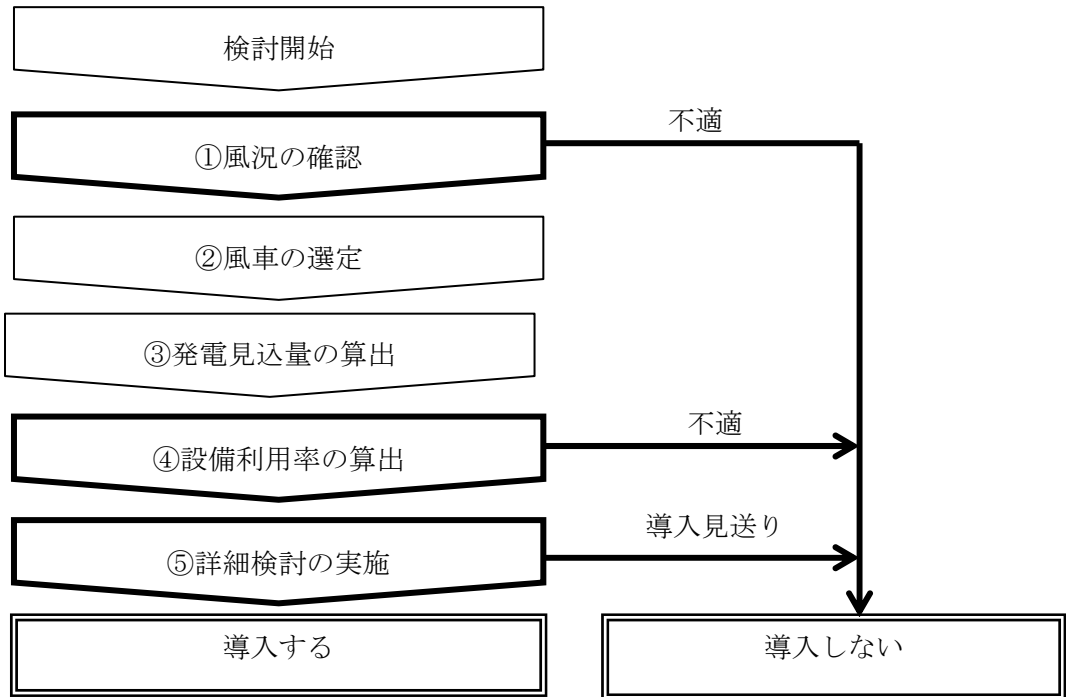 検討開始
不適
①風況の確認
②風車の選定
③発電見込量の算出
不適
④設備利用率の算出
導入見送り
⑤詳細検討の実施
導入する
導入しない